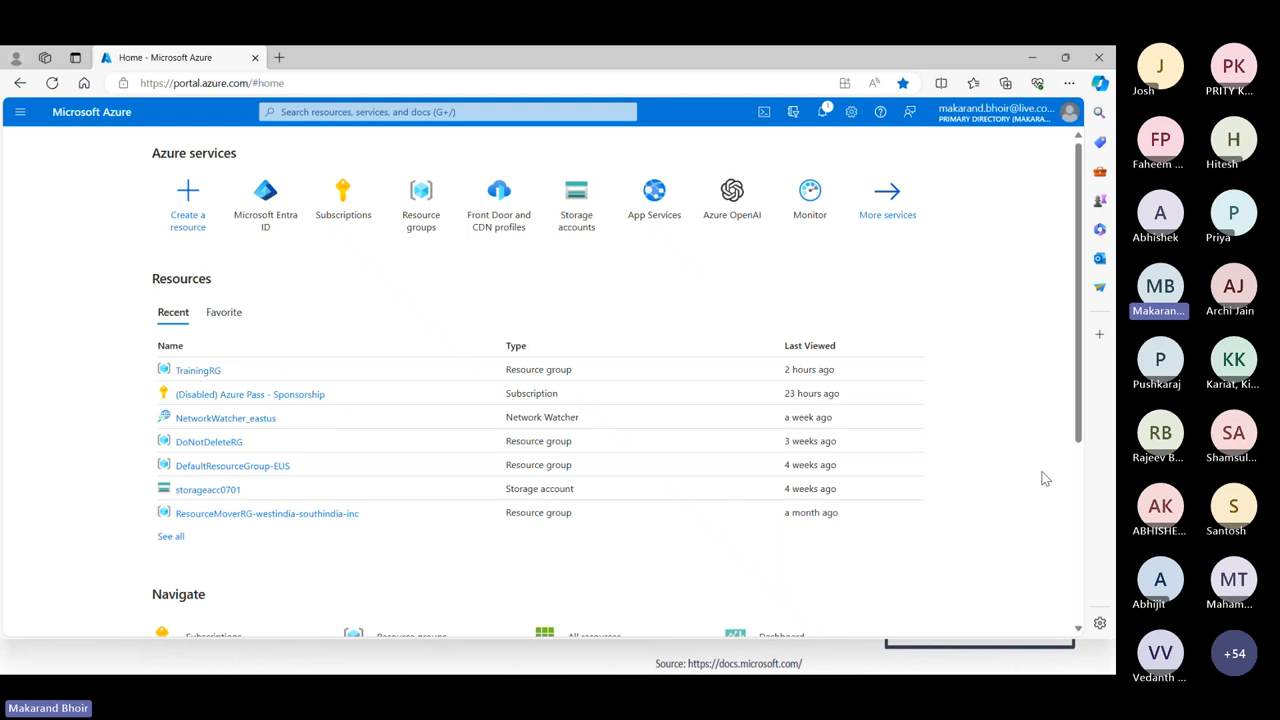 Home - Microsoft Azure
https://portal.azure.com/#home
Microsoft Azure
Search resources, services, and docs (G+/)
1
makarand.bhoir@live.co...
PRIMARY DIRECTORY (MAKARA...
Azure services
Create a resource
Microsoft Entra ID
Subscriptions
Resource groups
Front Door and CDN profiles
Storage accounts
App Services
Azure OpenAI
Monitor
More services
Resources
Recent
Favorite
Name Type Last Viewed
TrainingRG Resource group 2 hours ago
(Disabled) Azure Pass - Sponsorship Subscription 23 hours ago
NetworkWatcher_eastus Network Watcher a week ago
DoNotDeleteRG Resource group 3 weeks ago
DefaultResourceGroup-EUS Resource group 4 weeks ago
storageacc0701 Storage account 4 weeks ago
ResourceMoverRG-westindia-southindia-inc Resource group a month ago
See all
Navigate
Subscriptions Resource groups All resources Dashboard
Source: https://docs.microsoft.com/
Makarand Bhoir
J PK
Josh PRITY K...
FP H
Faheem ... Hitesh
A P
Abhishek Priya
MB AJ
Makaran... Archi Jain
P KK
Pushkaraj Kariat, Ki...
RB SA
Rajeev B... Shamsul...
AK S
ABHISHE... Santosh
A MT
Abhijit Maham...
VV +54
Vedanth ...